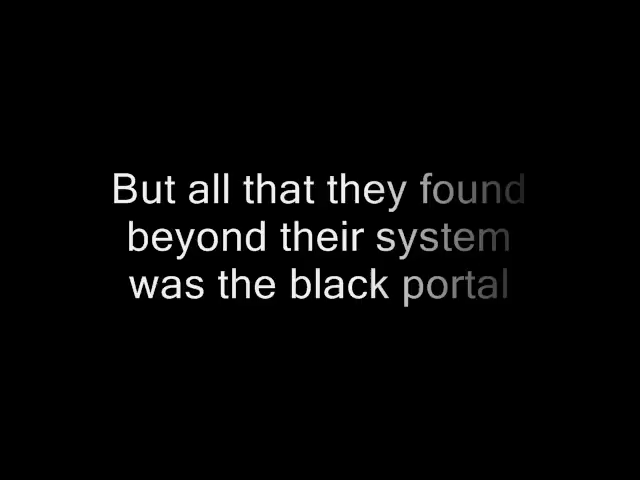 But all that they found
beyond their system
was the black portal